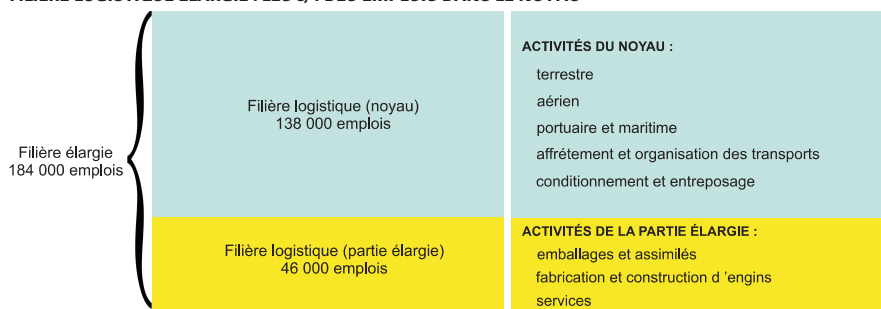 Filière élargie
184 000 emplois
Filière logistique (noyau)
138 000 emplois
ACTIVITÉS DU NOYAU :
terrestre
aérien
portuaire et maritime
affrétement et organisation des transports
conditionnement et entreposage
Filière logistique (partie élargie)
46 000 emplois
ACTIVITÉS DE LA PARTIE ÉLARGIE :
emballages et assimilés
fabrication et construction d 'engins
services